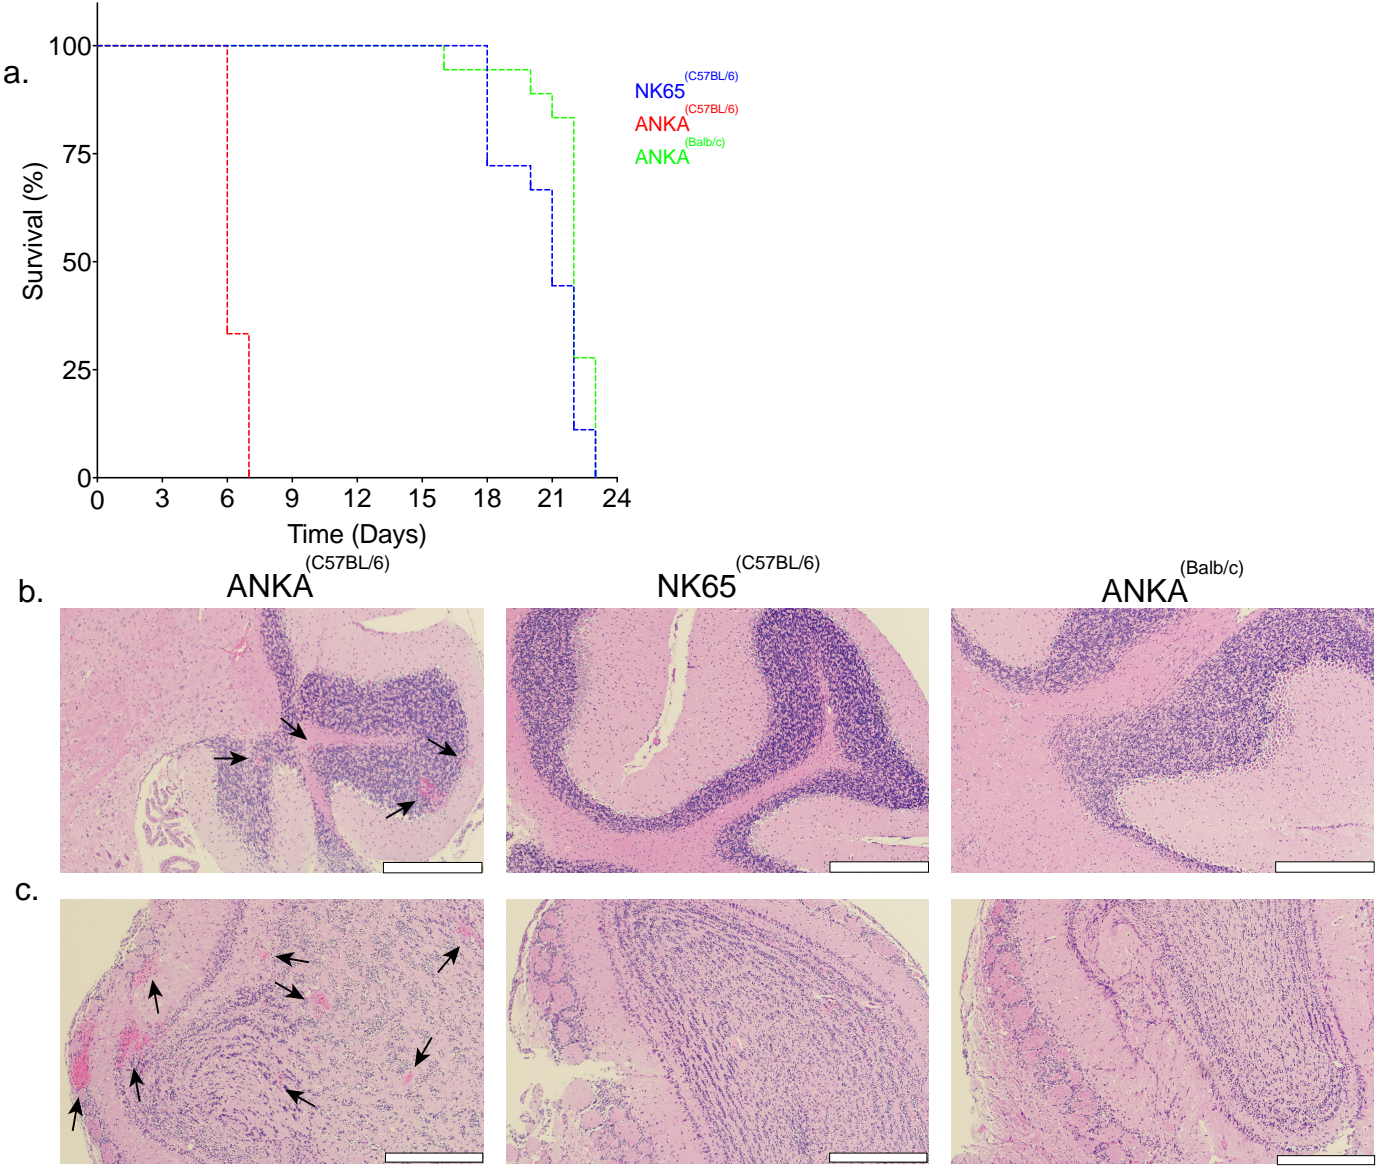 a.
Survival (%)
100
75
50
25
0
0 3 6 9 12 15 18 21 24
Time (Days)
NK65(C57BL/6)
ANKA(C57BL/6)
ANKA(Balb/c)
b.
ANKA(C57BL/6) NK65(C57BL/6) ANKA(Balb/c)
c.